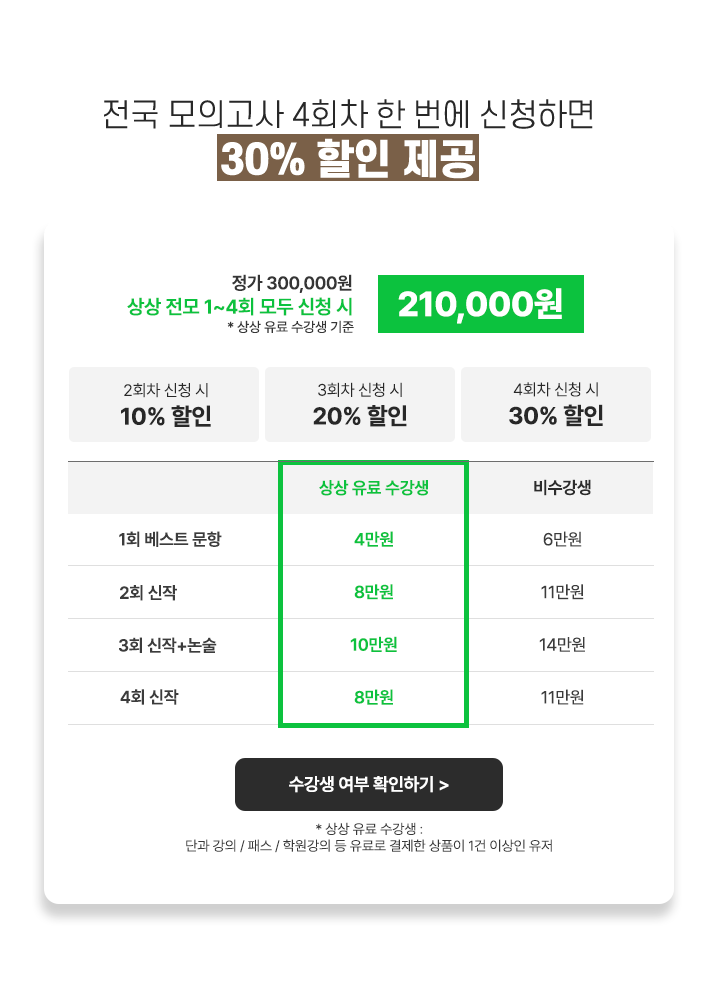 전국 모의고사 4회차 한 번에 신청하면
30% 할인 제공
정가 300,000원
상상 전모 1~4회 모두 신청 시
* 상상 유료 수강생 기준
210,000원
2회차 신청 시
10% 할인
3회차 신청 시
20% 할인
4회차 신청 시
30% 할인
상상 유료 수강생 비수강생
1회 베스트 문항 4만원 6만원
2회 신작 8만원 11만원
3회 신작+논술 10만원 14만원
4회 신작 8만원 11만원
수강생 여부 확인하기 >
* 상상 유료 수강생 :
단과 강의 / 패스 / 학원강의 등 유료로 결제한 상품이 1건 이상인 유저